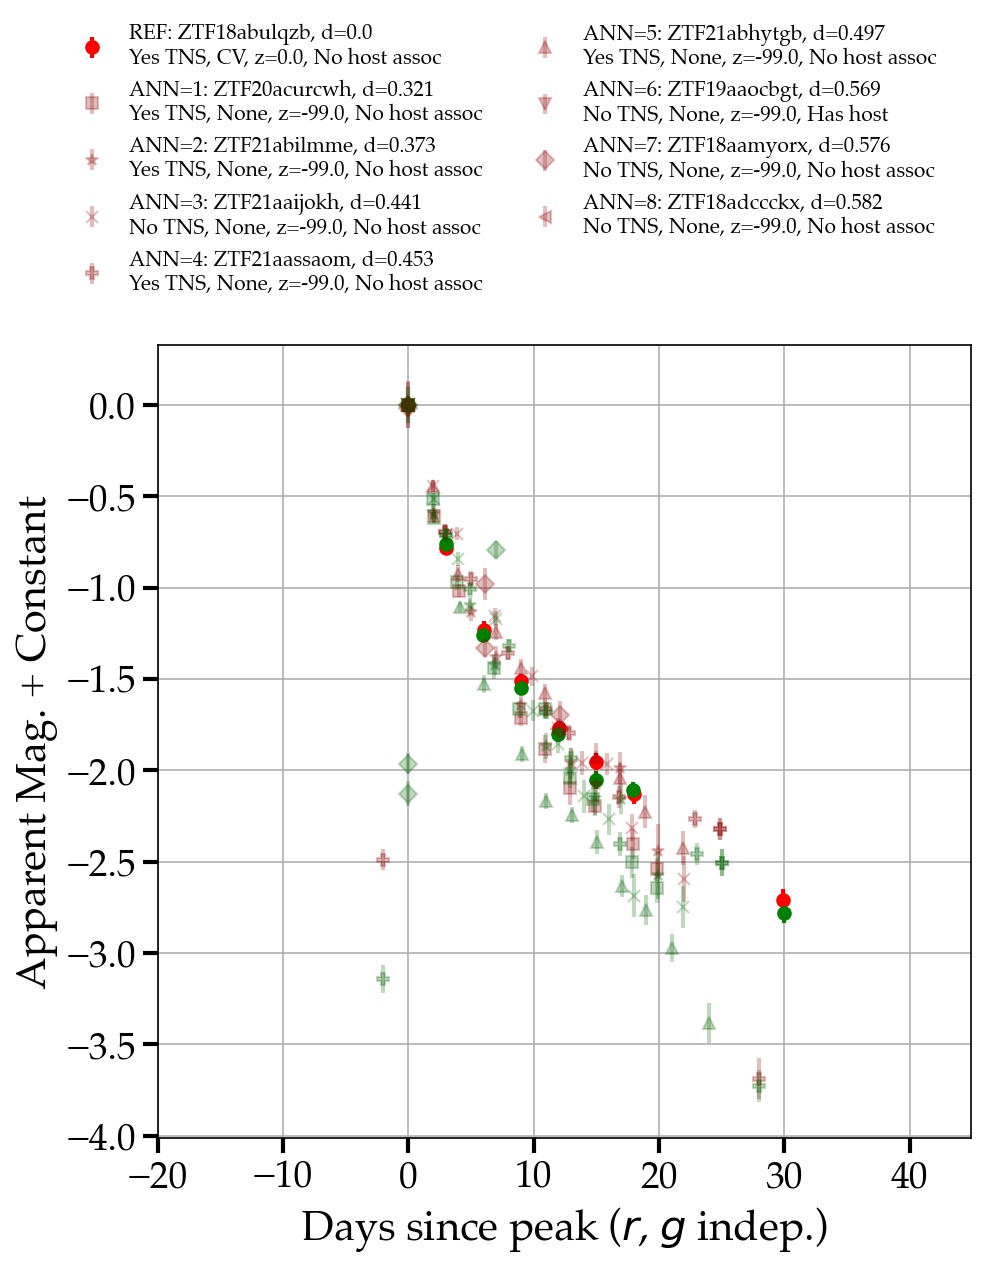 REF: ZTF18abulqzb, d=0.0
Yes TNS, CV, z=0.0, No host assoc
ANN=1: ZTF20acurcwh, d=0.321
Yes TNS, None, z=-99.0, No host assoc
ANN=2: ZTF21abilmme, d=0.373
Yes TNS, None, z=-99.0, No host assoc
ANN=3: ZTF21aaijokh, d=0.441
No TNS, None, z=-99.0, No host assoc
ANN=4: ZTF21aassaom, d=0.453
Yes TNS, None, z=-99.0, No host assoc
ANN=5: ZTF21abhytgb, d=0.497
Yes TNS, None, z=-99.0, No host assoc
ANN=6: ZTF19aaocbgt, d=0.569
No TNS, None, z=-99.0, Has host
ANN=7: ZTF18aamyorx, d=0.576
No TNS, None, z=-99.0, No host assoc
ANN=8: ZTF18adccckx, d=0.582
No TNS, None, z=-99.0, No host assoc
Apparent Mag. + Constant
0.0
−0.5
−1.0
−1.5
−2.0
−2.5
−3.0
−3.5
−4.0
−20 −10 0 10 20 30 40
Days since peak (r, g indep.)